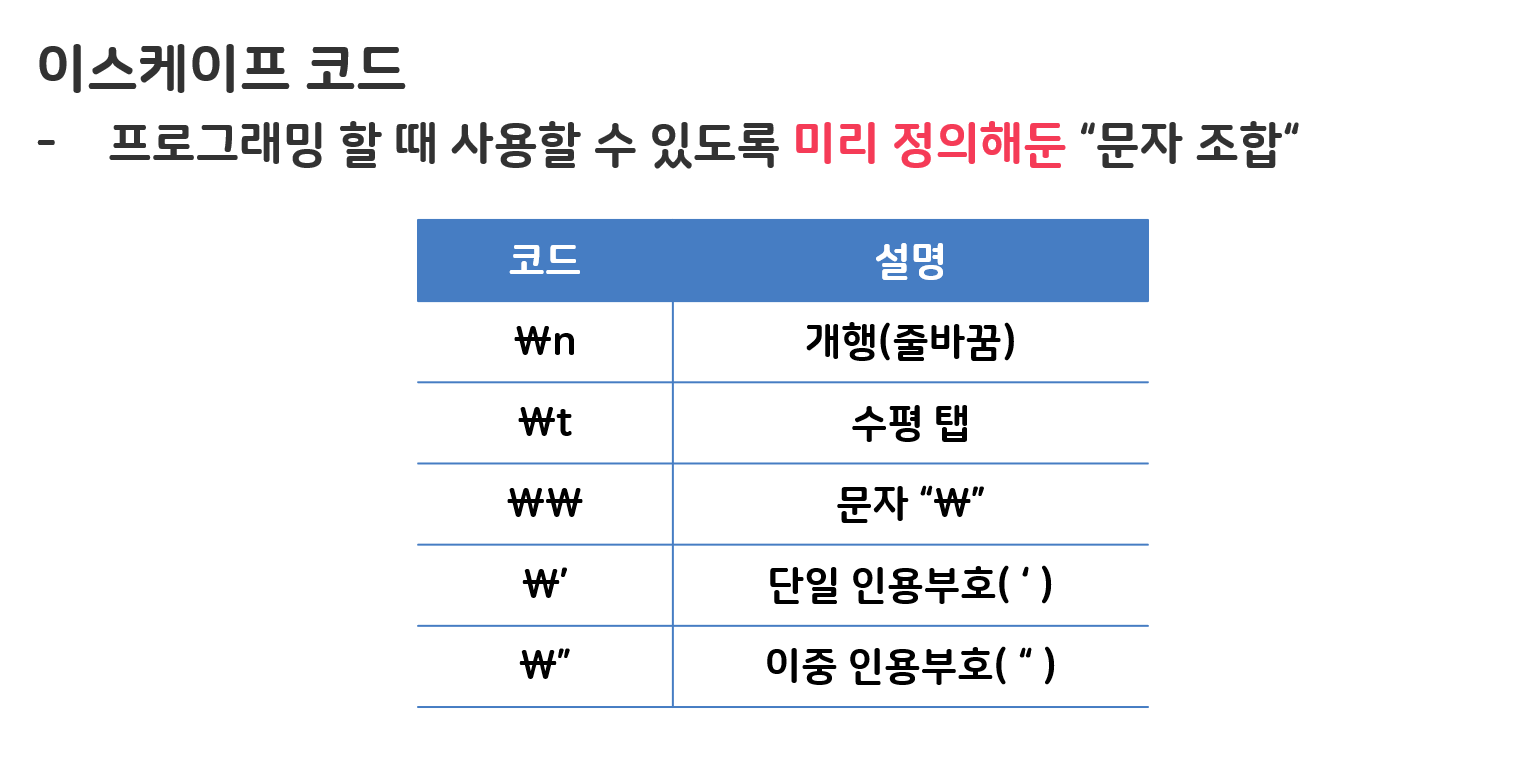 이스케이프 코드
- 프로그래밍 할 때 사용할 수 있도록 미리 정의해둔 “문자 조합“
코드 설명
₩n 개행(줄바꿈)
₩t 수평 탭
₩₩ 문자 “₩”
₩’ 단일 인용부호( ‘ )
₩” 이중 인용부호( “ )